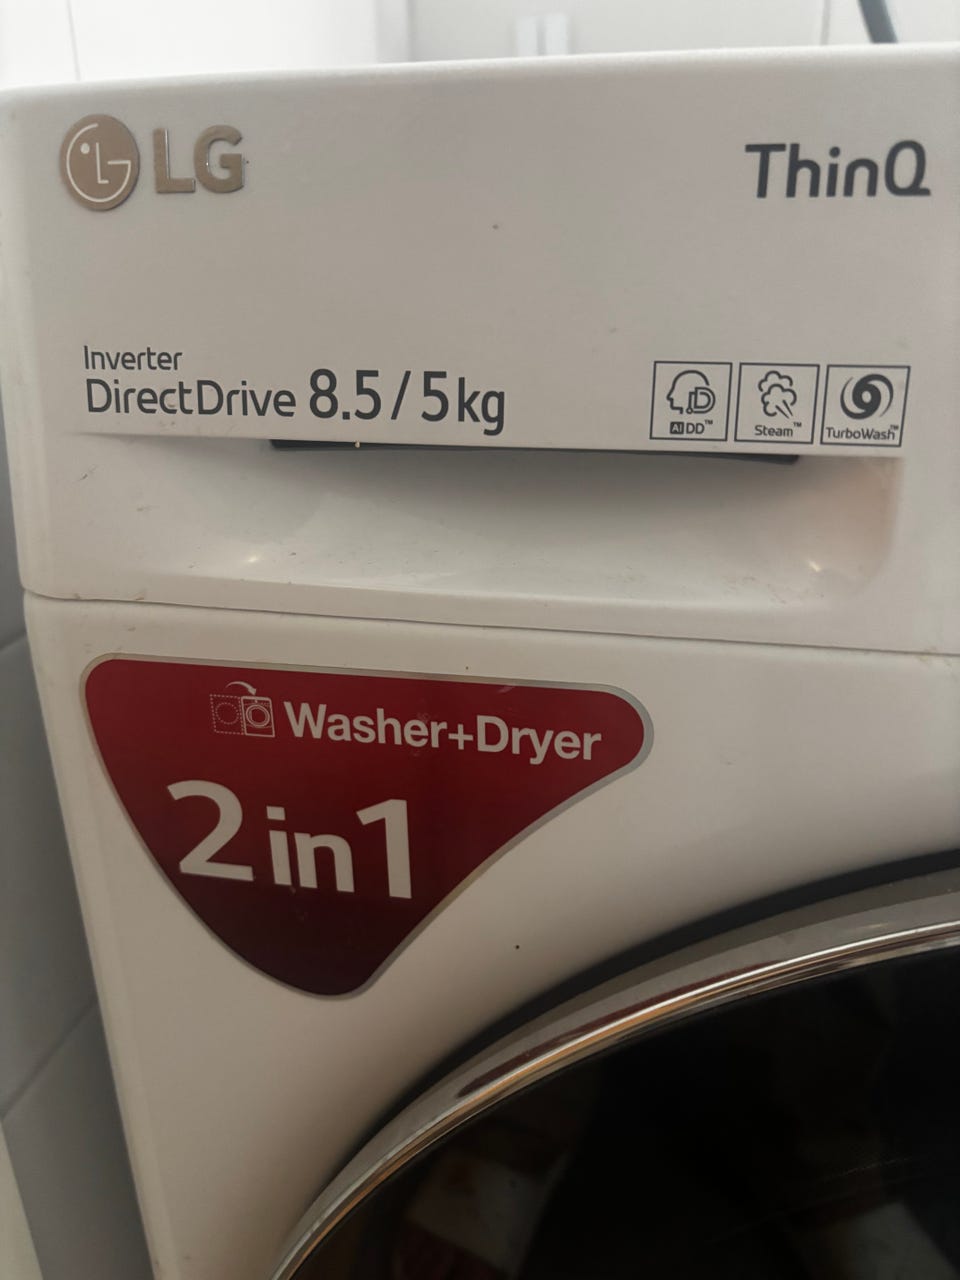 LG
ThinQ
Inverter
DirectDrive 8.5/5kg
AI DD™
Steam™
TurboWash™
Washer+Dryer
2in1